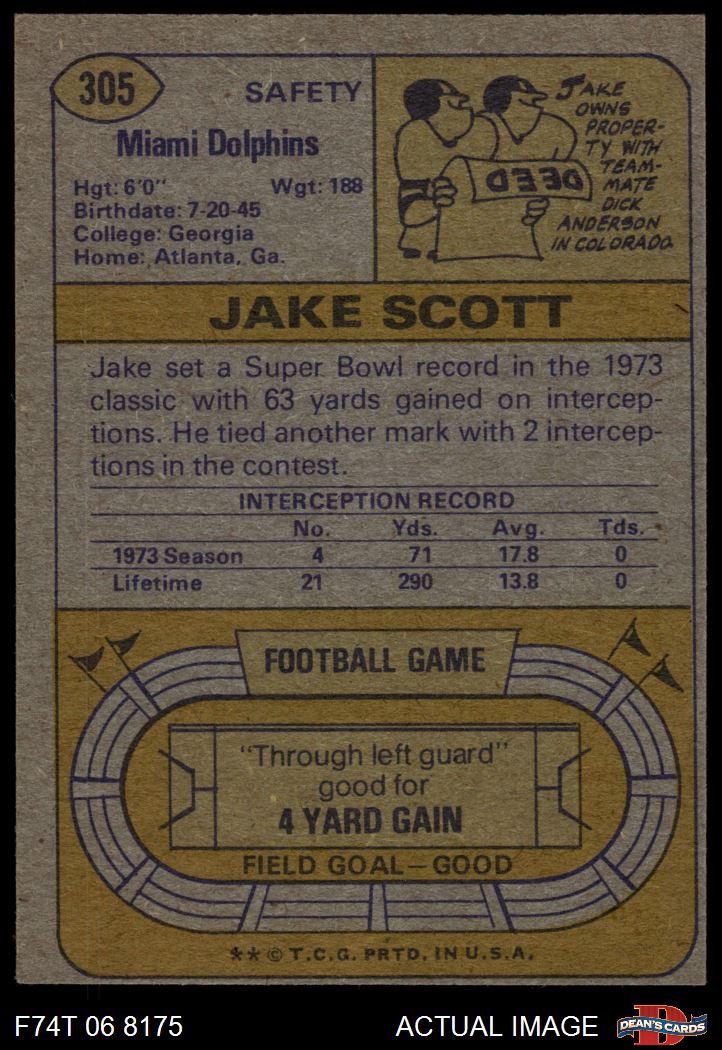 305
SAFETY
Miami Dolphins
Hgt: 6'0" Wgt: 188
Birthdate: 7-20-45
College: Georgia
Home: Atlanta, Ga.
JAKE
OWNS
PROPER-
TY WITH
TEAM-
MATE
DICK
ANDERSON
IN COLORADO.
DEED
JAKE SCOTT
Jake set a Super Bowl record in the 1973
classic with 63 yards gained on intercep-
tions. He tied another mark with 2 intercep-
tions in the contest.
INTERCEPTION RECORD
No. Yds. Avg. Tds.
1973 Season 4 71 17.8 0
Lifetime 21 290 13.8 0
FOOTBALL GAME
"Through left guard"
good for
4 YARD GAIN
FIELD GOAL—GOOD
** © T.C.G. PRTD. IN U.S.A.
F74T 06 8175 ACTUAL IMAGE
DEAN'S CARDS